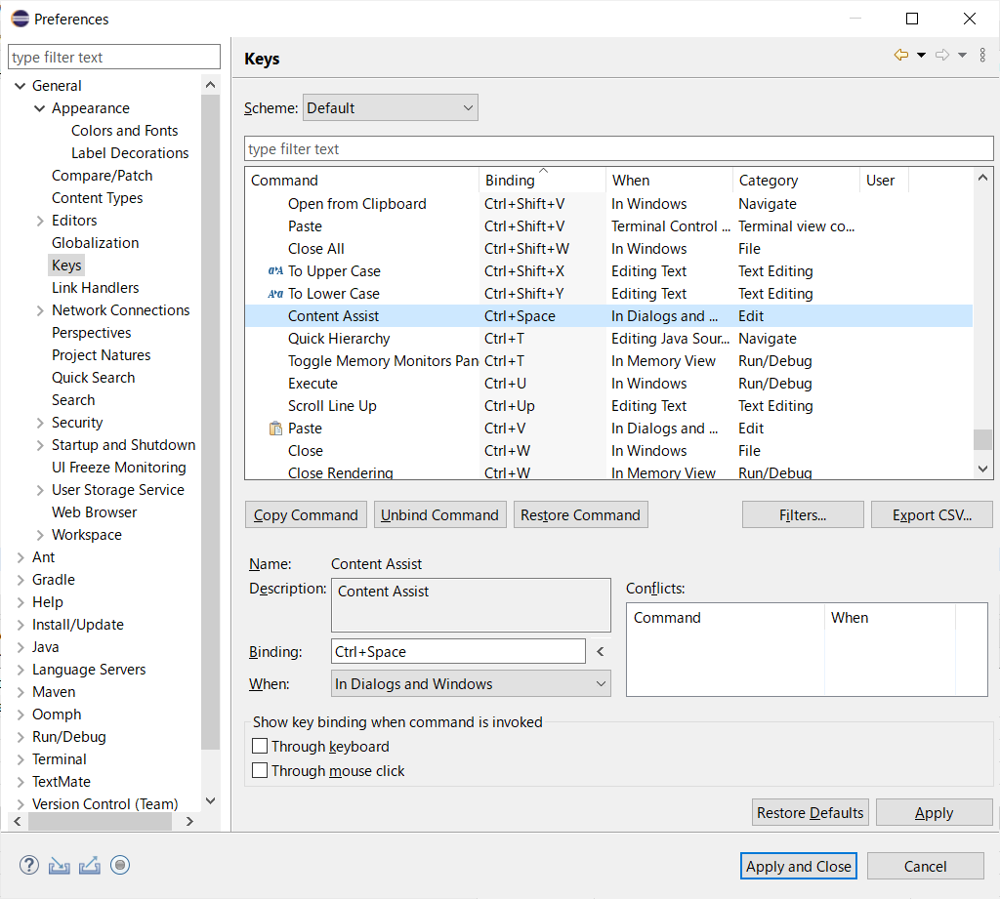 Preferences
type filter text
General
Appearance
Colors and Fonts
Label Decorations
Compare/Patch
Content Types
Editors
Globalization
Keys
Link Handlers
Network Connections
Perspectives
Project Natures
Quick Search
Search
Security
Startup and Shutdown
UI Freeze Monitoring
User Storage Service
Web Browser
Workspace
Ant
Gradle
Help
Install/Update
Java
Language Servers
Maven
Oomph
Run/Debug
Terminal
TextMate
Version Control (Team)
Keys
Scheme: Default
type filter text
Command Binding When Category User
Open from Clipboard Ctrl+Shift+V In Windows Navigate
Paste Ctrl+Shift+V Terminal Control ... Terminal view co...
Close All Ctrl+Shift+W In Windows File
To Upper Case Ctrl+Shift+X Editing Text Text Editing
To Lower Case Ctrl+Shift+Y Editing Text Text Editing
Content Assist Ctrl+Space In Dialogs and ... Edit
Quick Hierarchy Ctrl+T Editing Java Sour... Navigate
Toggle Memory Monitors Pan Ctrl+T In Memory View Run/Debug
Execute Ctrl+U In Windows Run/Debug
Scroll Line Up Ctrl+Up Editing Text Text Editing
Paste Ctrl+V In Dialogs and ... Edit
Close Ctrl+W In Windows File
Close Rendering Ctrl+W In Memory View Run/Debug
Copy Command Unbind Command Restore Command Filters... Export CSV...
Name: Content Assist
Description: Content Assist
Binding: Ctrl+Space
When: In Dialogs and Windows
Conflicts:
Command When
Show key binding when command is invoked
Through keyboard
Through mouse click
Restore Defaults Apply
Apply and Close Cancel